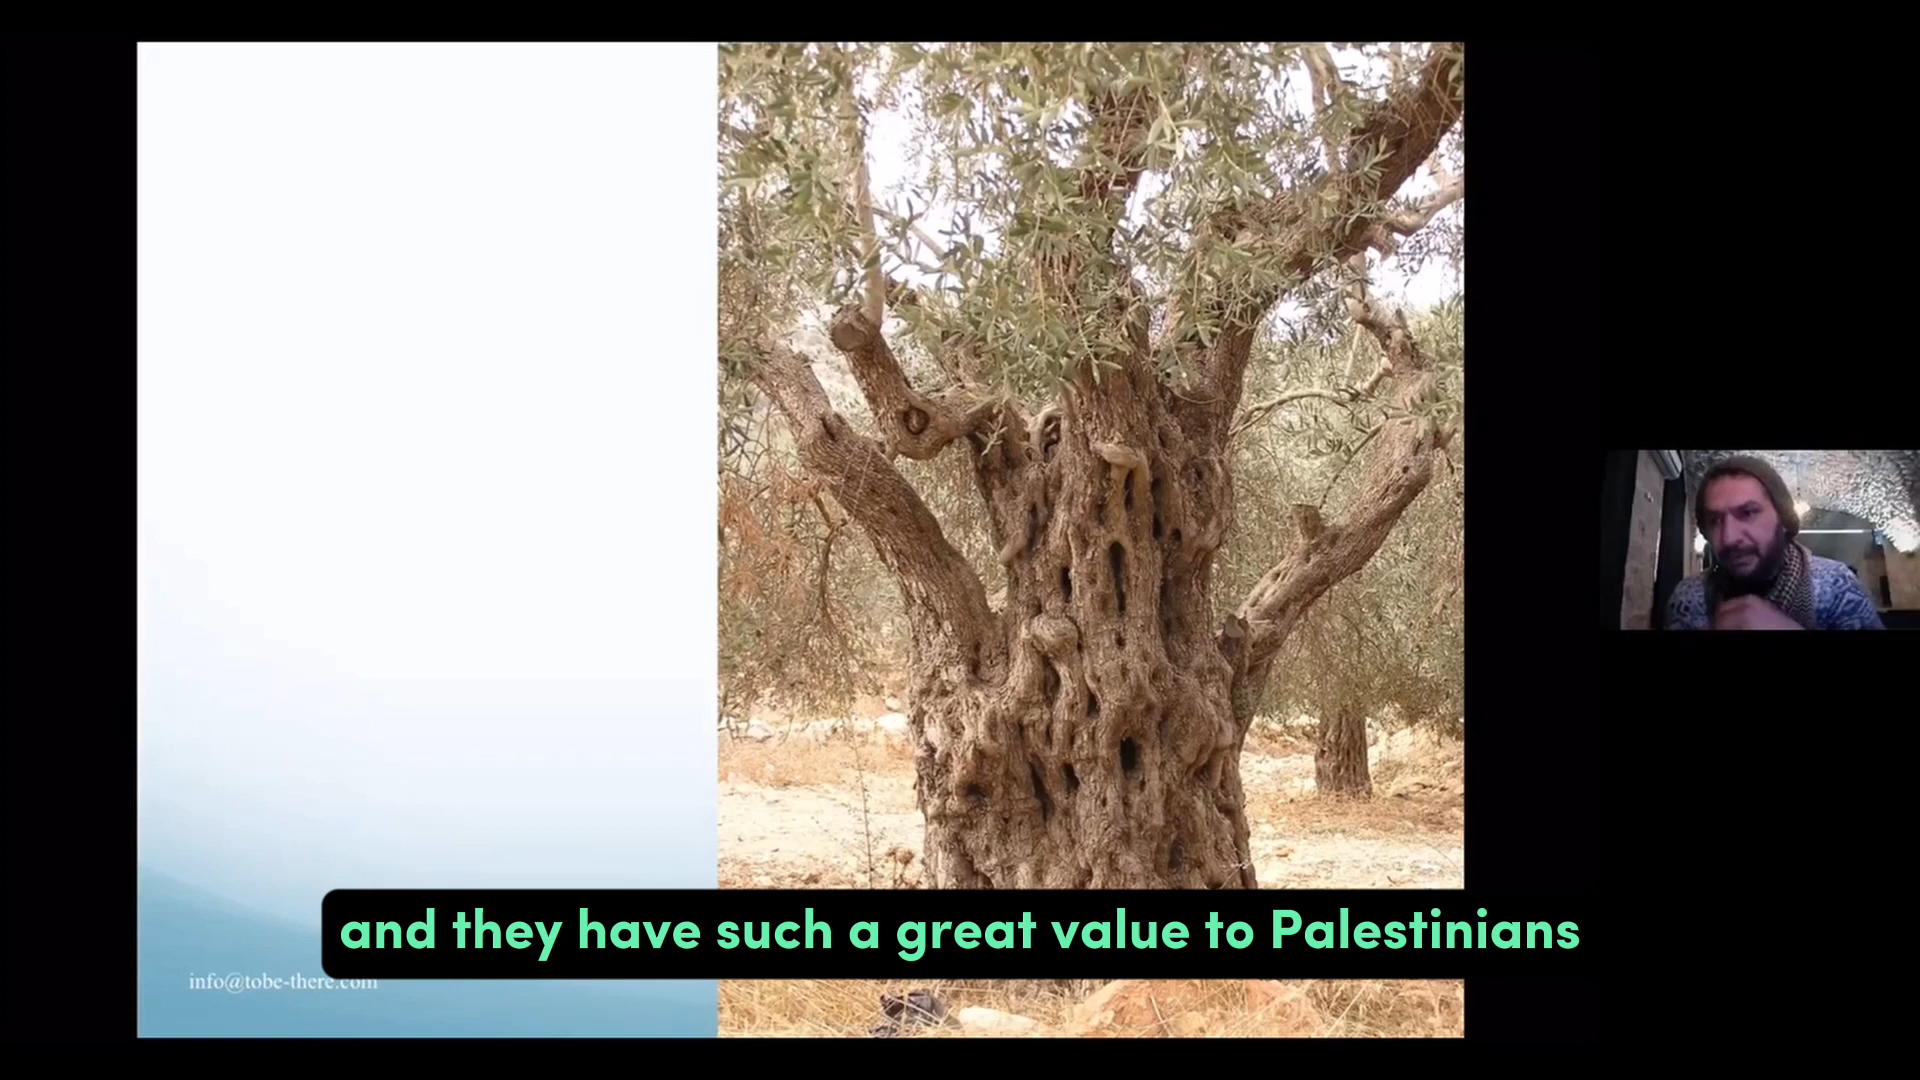 and they have such a great value to Palestinians
info@tobe-there.com